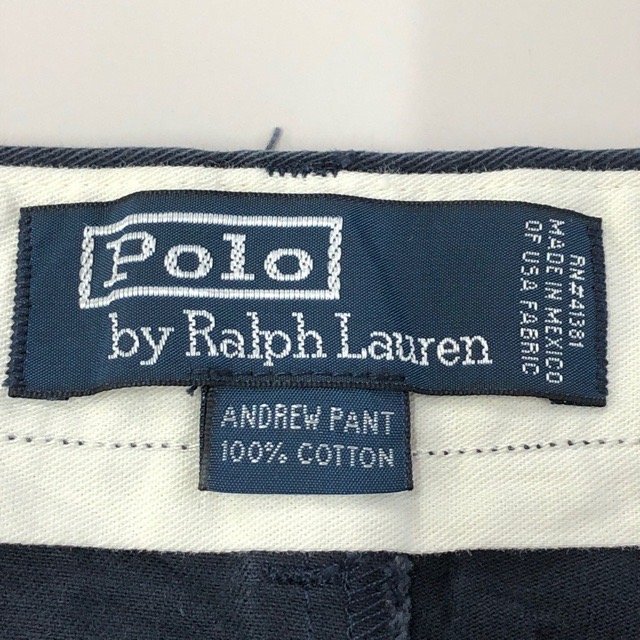 Polo
by Ralph Lauren
RN#41381
MADE IN MEXICO
OF USA FABRIC
ANDREW PANT
100% COTTON